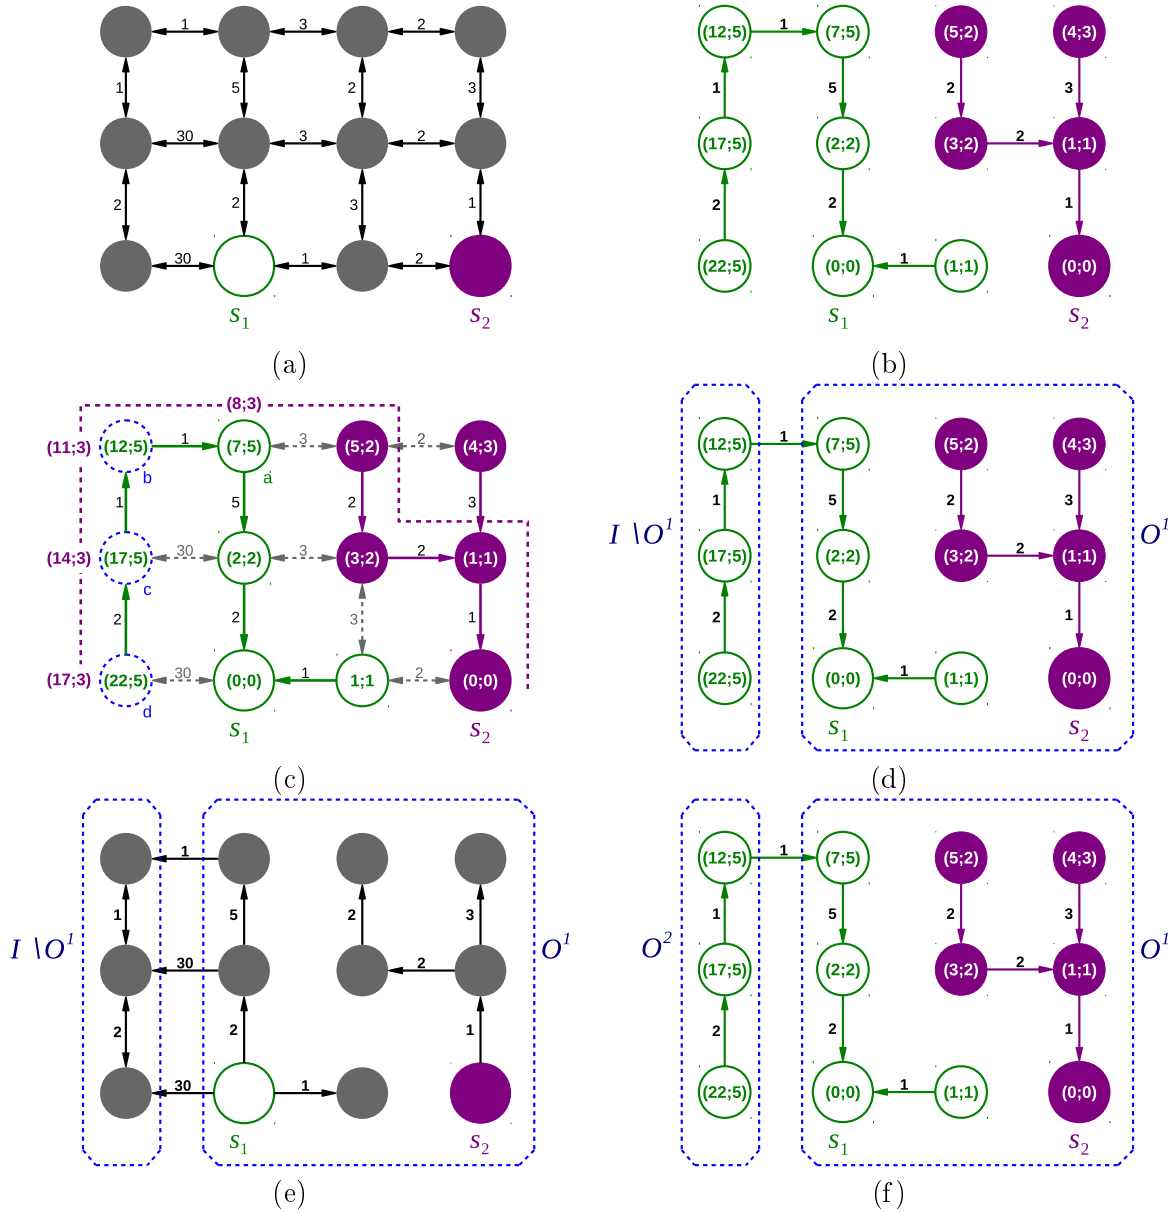 1 3 2
1 5 2 3
30 3 2
2 2 3 1
30 1 2
s1 s2
(a)
(12;5) 1 (7;5) (5;2) (4;3)
1 5 2 3
(17;5) (2;2) (3;2) 2 (1;1)
2 2 1
(22;5) (0;0) 1 (1;1) (0;0)
s1 s2
(b)
(8;3)
(11;3) (12;5) 1 (7;5) 3 (5;2) 2 (4;3)
b a
1 5 2 3
(14;3) (17;5) 30 (2;2) 3 (3;2) 2 (1;1)
c
2 2 3 1
(17;3) (22;5) 30 (0;0) 1 1;1 2 (0;0)
d
s1 s2
(c)
(12;5) 1 (7;5) (5;2) (4;3)
1 5 2 3
I \O1 (17;5) (2;2) (3;2) 2 (1;1) O1
2 2 1
(22;5) (0;0) 1 (1;1) (0;0)
s1 s2
(d)
1
1 5 2 3
I \O1 O1
30 2
2 2 1
30 1
s1 s2
(e)
(12;5) 1 (7;5) (5;2) (4;3)
1 5 2 3
O2 O1
(17;5) (2;2) (3;2) 2 (1;1)
2 2 1
(22;5) (0;0) 1 (1;1) (0;0)
s1 s2
(f)